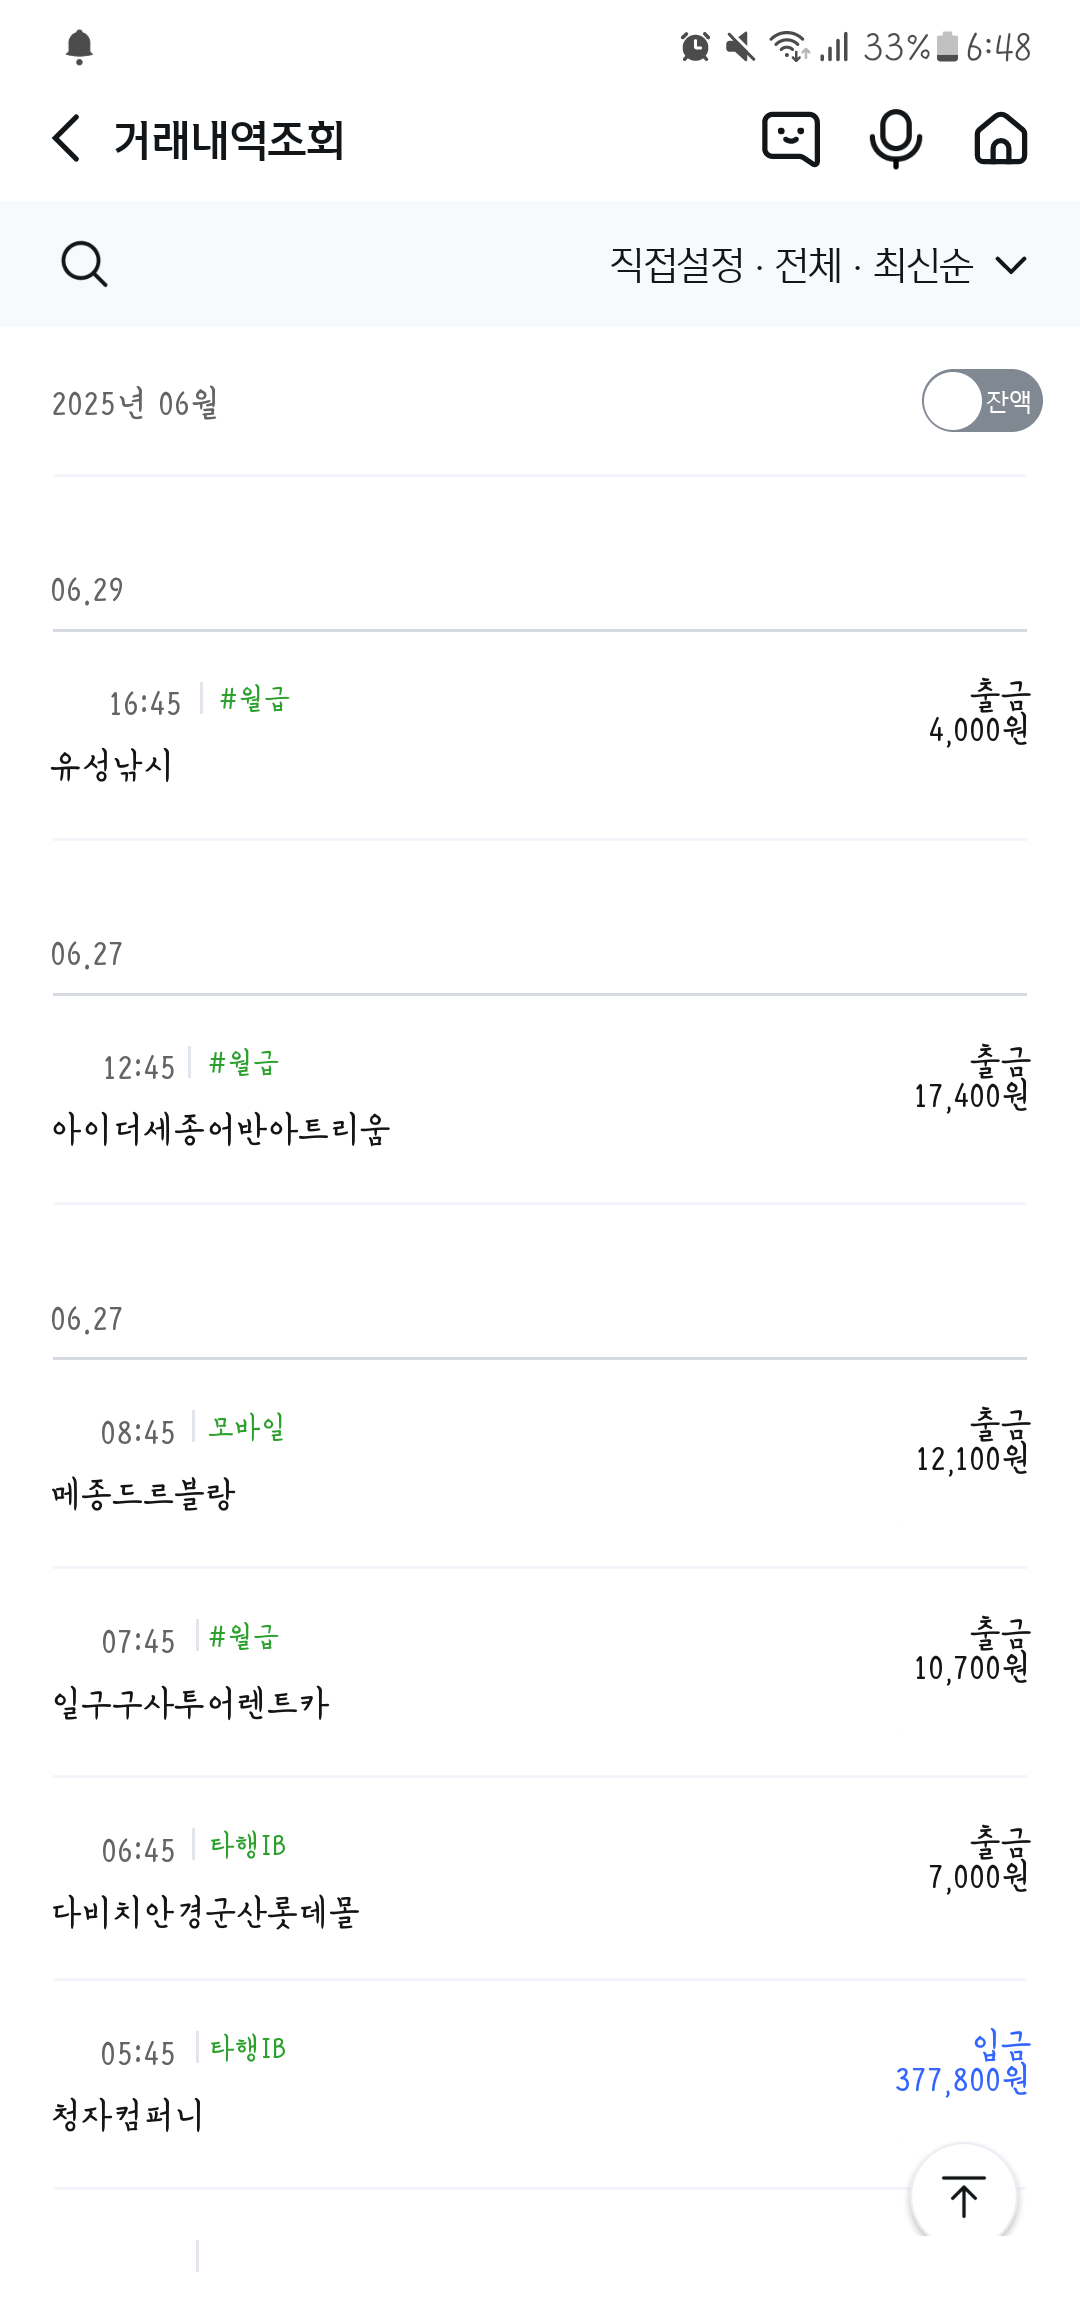 33% 6:48
거래내역조회
직접설정 · 전체 · 최신순
2025년 06월
잔액
06.29
16:45 #월급
출금
4,000원
유성낚시
06.27
12:45 #월급
출금
17,400원
아이더세종어반아트리움
06.27
08:45 모바일
출금
12,100원
메종드르블랑
07:45 #월급
출금
10,700원
일구구사투어렌트카
06:45 타행IB
출금
7,000원
다비치안경군산롯데몰
05:45 타행IB
입금
377,800원
청자컴퍼니